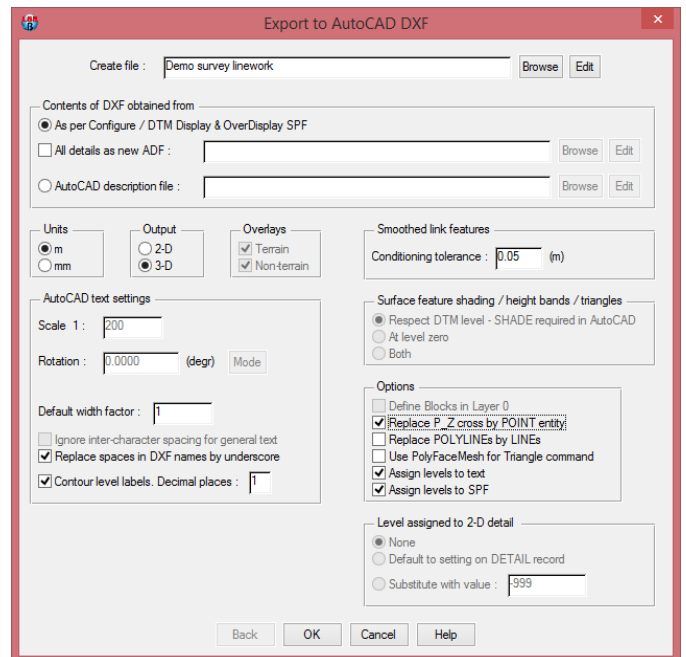 Export to AutoCAD DXF
Create file : Demo survey linework Browse Edit
Contents of DXF obtained from
As per Configure / DTM Display & OverDisplay SPF
All details as new ADF : Browse Edit
AutoCAD description file : Browse Edit
Units
m
mm
Output
2-D
3-D
Overlays
Terrain
Non-terrain
Smoothed link features
Conditioning tolerance : 0.05 (m)
AutoCAD text settings
Scale 1 : 200
Rotation : 0.0000 (degr) Mode
Default width factor : 1
Ignore inter-character spacing for general text
Replace spaces in DXF names by underscore
Contour level labels. Decimal places : 1
Surface feature shading / height bands / triangles
Respect DTM level - SHADE required in AutoCAD
At level zero
Both
Options
Define Blocks in Layer 0
Replace P_Z cross by POINT entity
Replace POLYLINEs by LINEs
Use PolyFaceMesh for Triangle command
Assign levels to text
Assign levels to SPF
Level assigned to 2-D detail
None
Default to setting on DETAIL record
Substitute with value : -999
Back OK Cancel Help